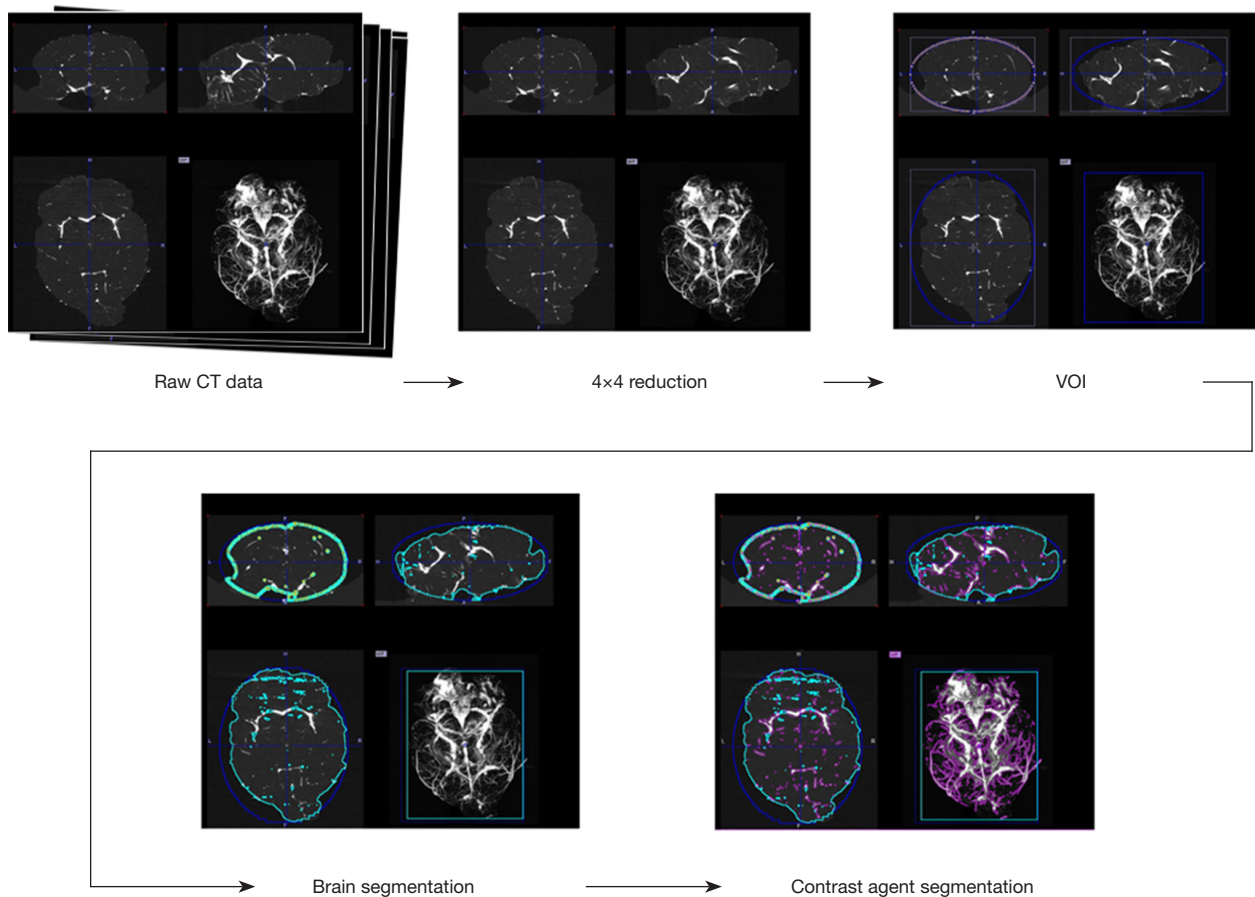 Raw CT data
4×4 reduction
VOI
Brain segmentation
Contrast agent segmentation